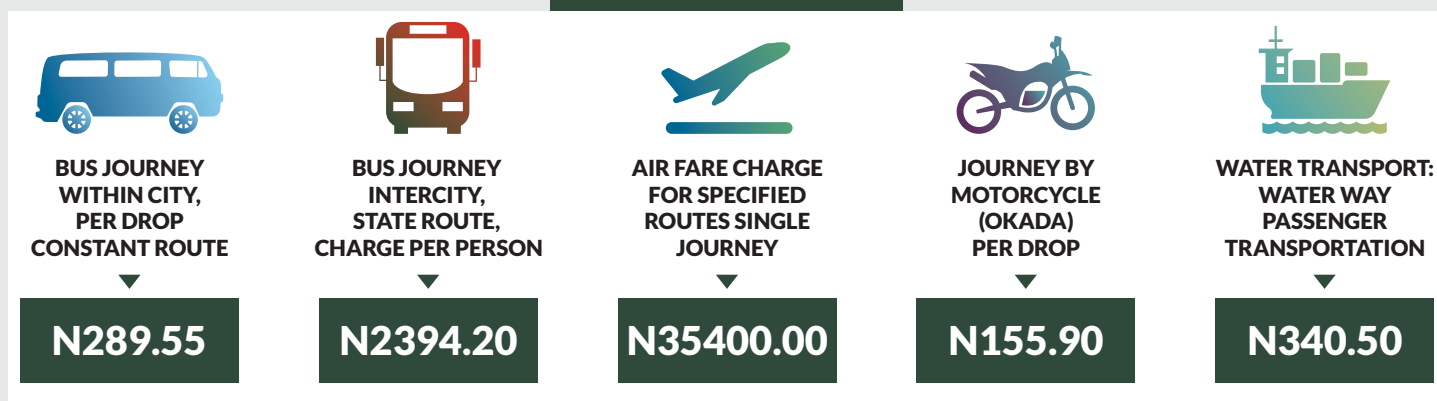 BUS JOURNEY
WITHIN CITY,
PER DROP
CONSTANT ROUTE
N289.55
BUS JOURNEY
INTERCITY,
STATE ROUTE,
CHARGE PER PERSON
N2394.20
AIR FARE CHARGE
FOR SPECIFIED
ROUTES SINGLE
JOURNEY
N35400.00
JOURNEY BY
MOTORCYCLE
(OKADA)
PER DROP
N155.90
WATER TRANSPORT:
WATER WAY
PASSENGER
TRANSPORTATION
N340.50